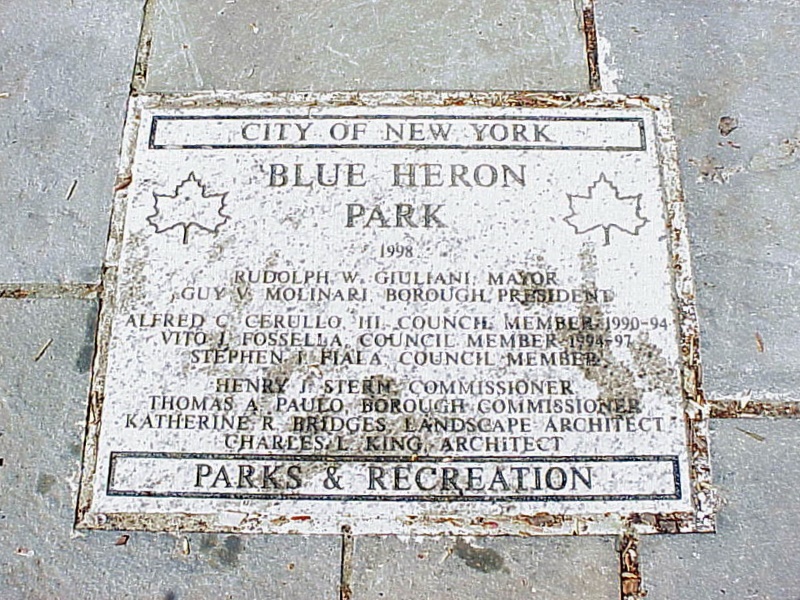 CITY OF NEW YORK
BLUE HERON
PARK
1998
RUDOLPH W. GIULIANI, MAYOR
GUY V. MOLINARI, BOROUGH PRESIDENT
ALFRED C. CERULLO, III, COUNCIL MEMBER 1990-94
VITO J. FOSSELLA, COUNCIL MEMBER 1994-97
STEPHEN J. FIALA, COUNCIL MEMBER
HENRY J. STERN, COMMISSIONER
THOMAS A. PAULO, BOROUGH COMMISSIONER
KATHERINE R. BRIDGES, LANDSCAPE ARCHITECT
CHARLES L. KING, ARCHITECT
PARKS & RECREATION